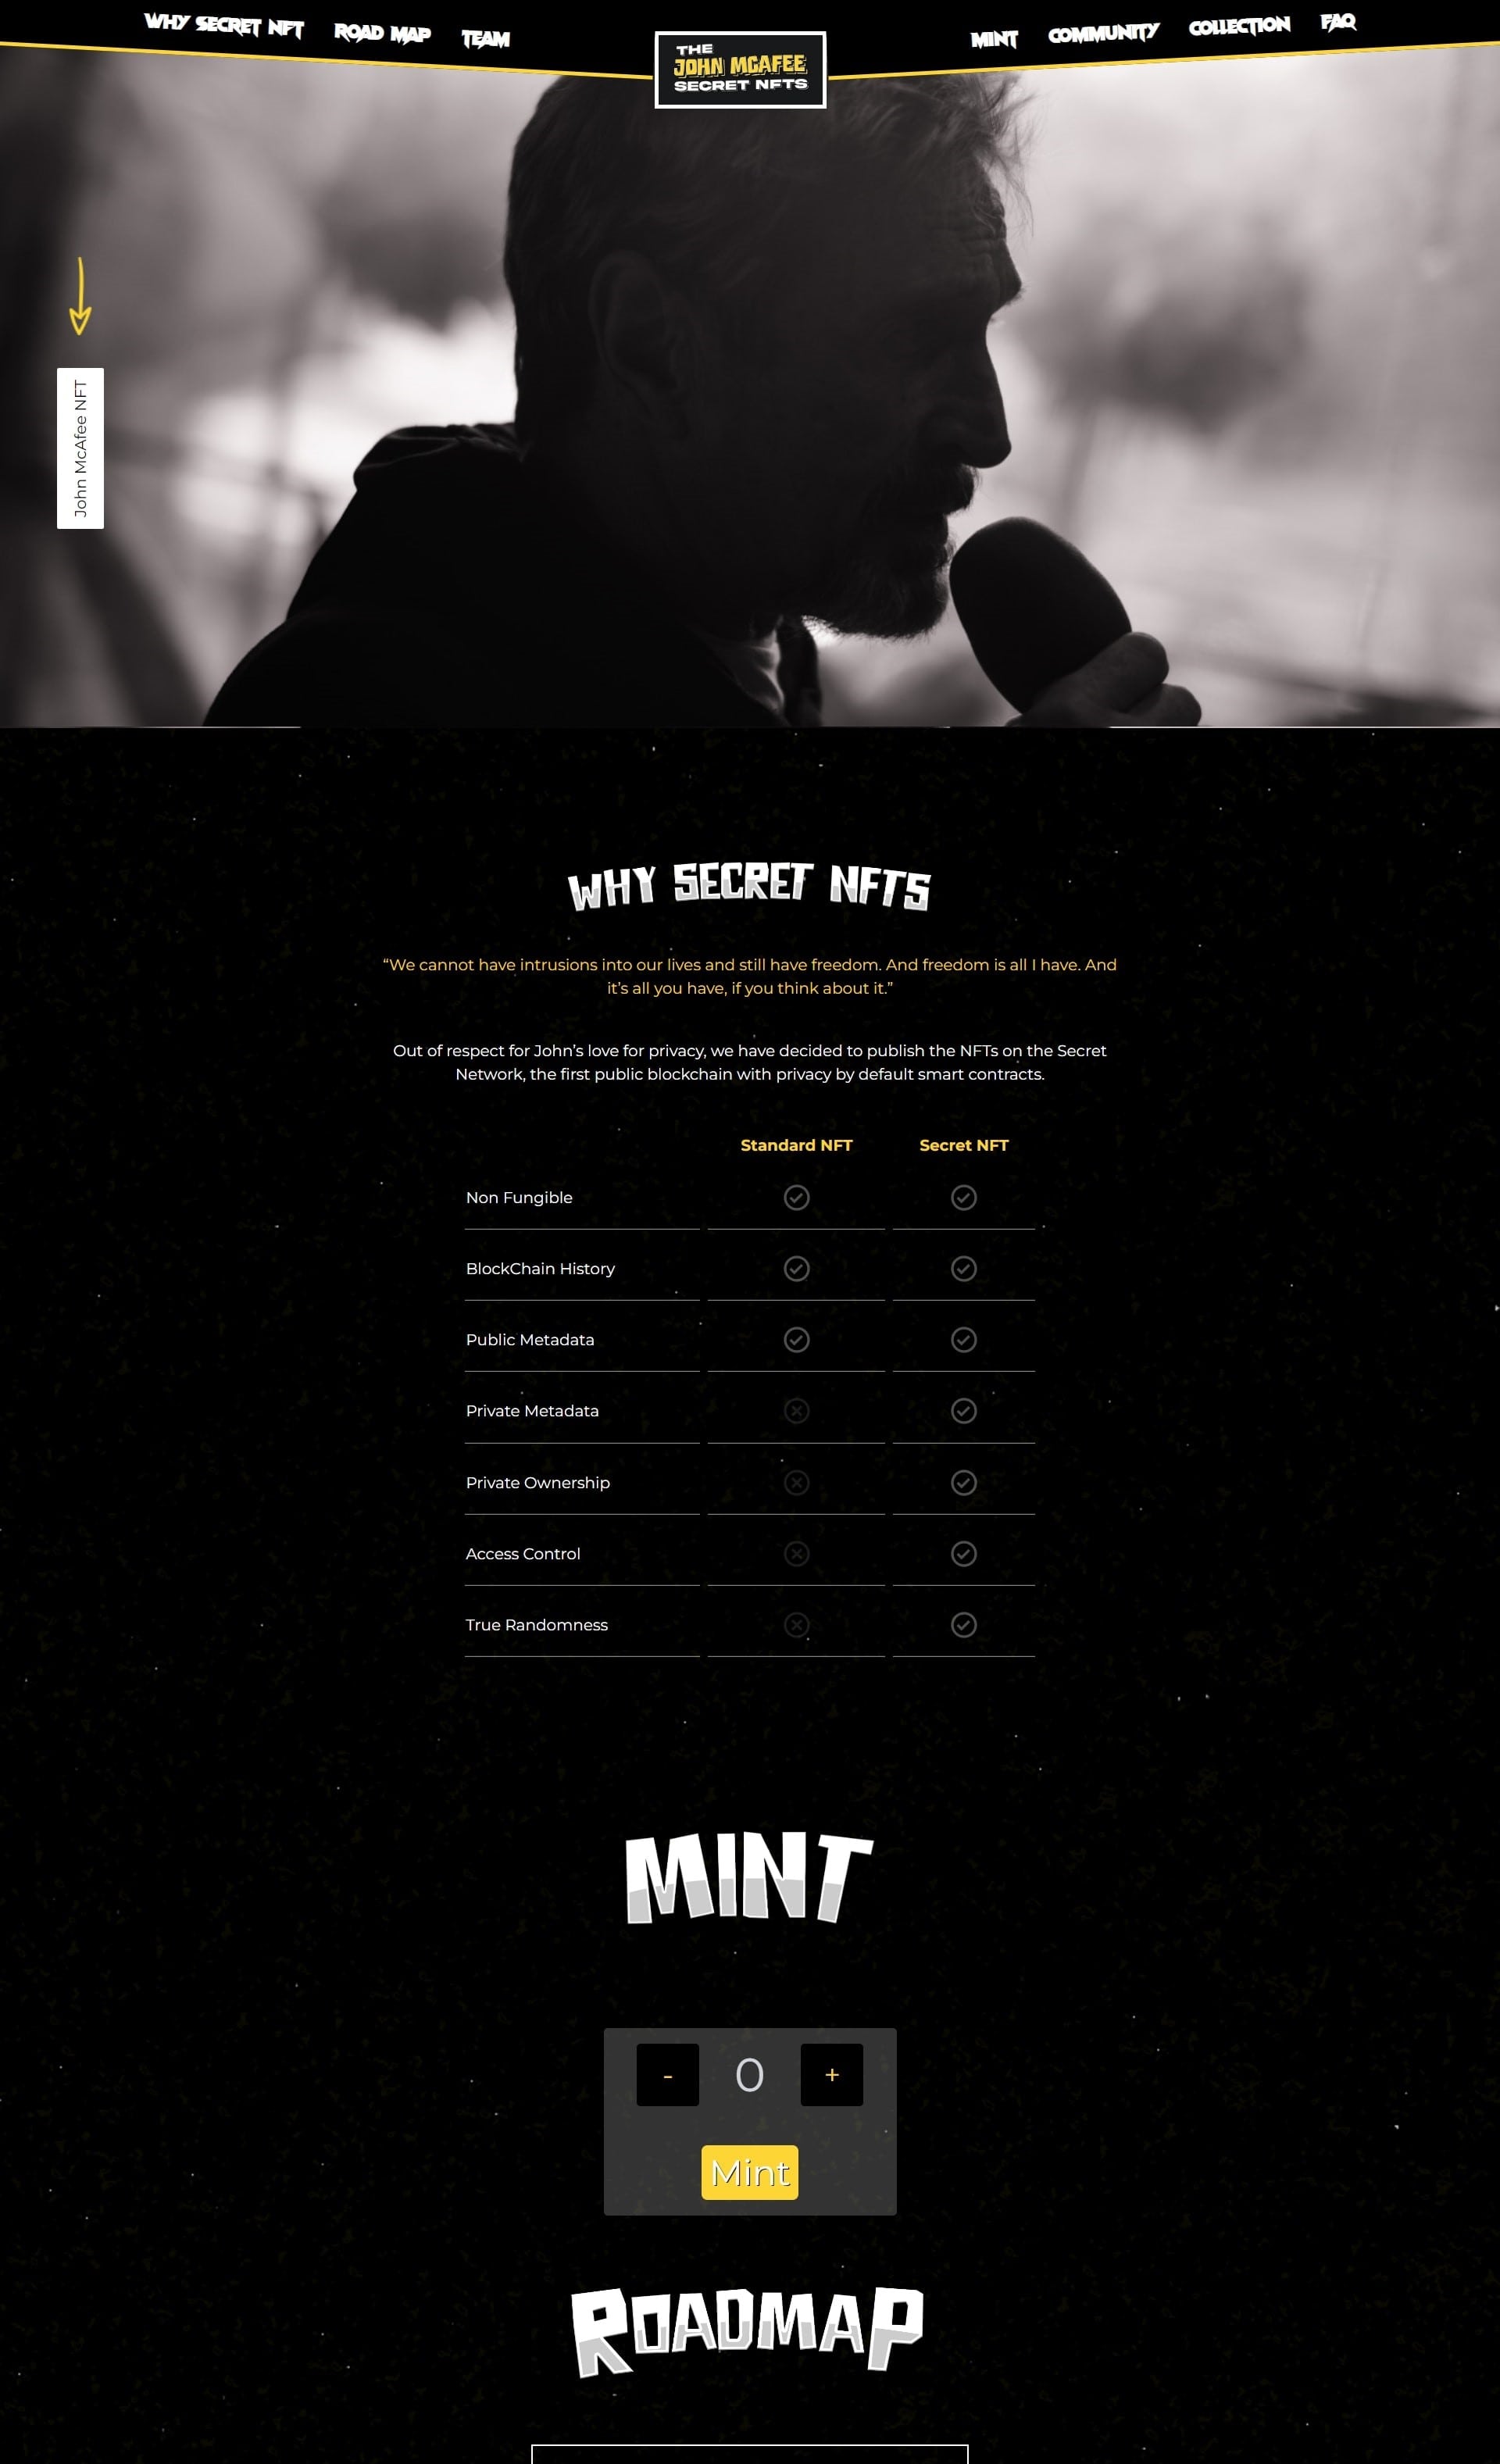 WHY SECRET NFT
ROAD MAP
TEAM
THE
JOHN MCAFEE
SECRET NFTS
MINT
COMMUNITY
COLLECTION
FAQ
John McAfee NFT
WHY SECRET NFTS
“We cannot have intrusions into our lives and still have freedom. And freedom is all I have. And
it’s all you have, if you think about it.”
Out of respect for John’s love for privacy, we have decided to publish the NFTs on the Secret
Network, the first public blockchain with privacy by default smart contracts.
Standard NFT Secret NFT
Non Fungible
BlockChain History
Public Metadata
Private Metadata
Private Ownership
Access Control
True Randomness
MINT
- 0 +
Mint
ROADMAP